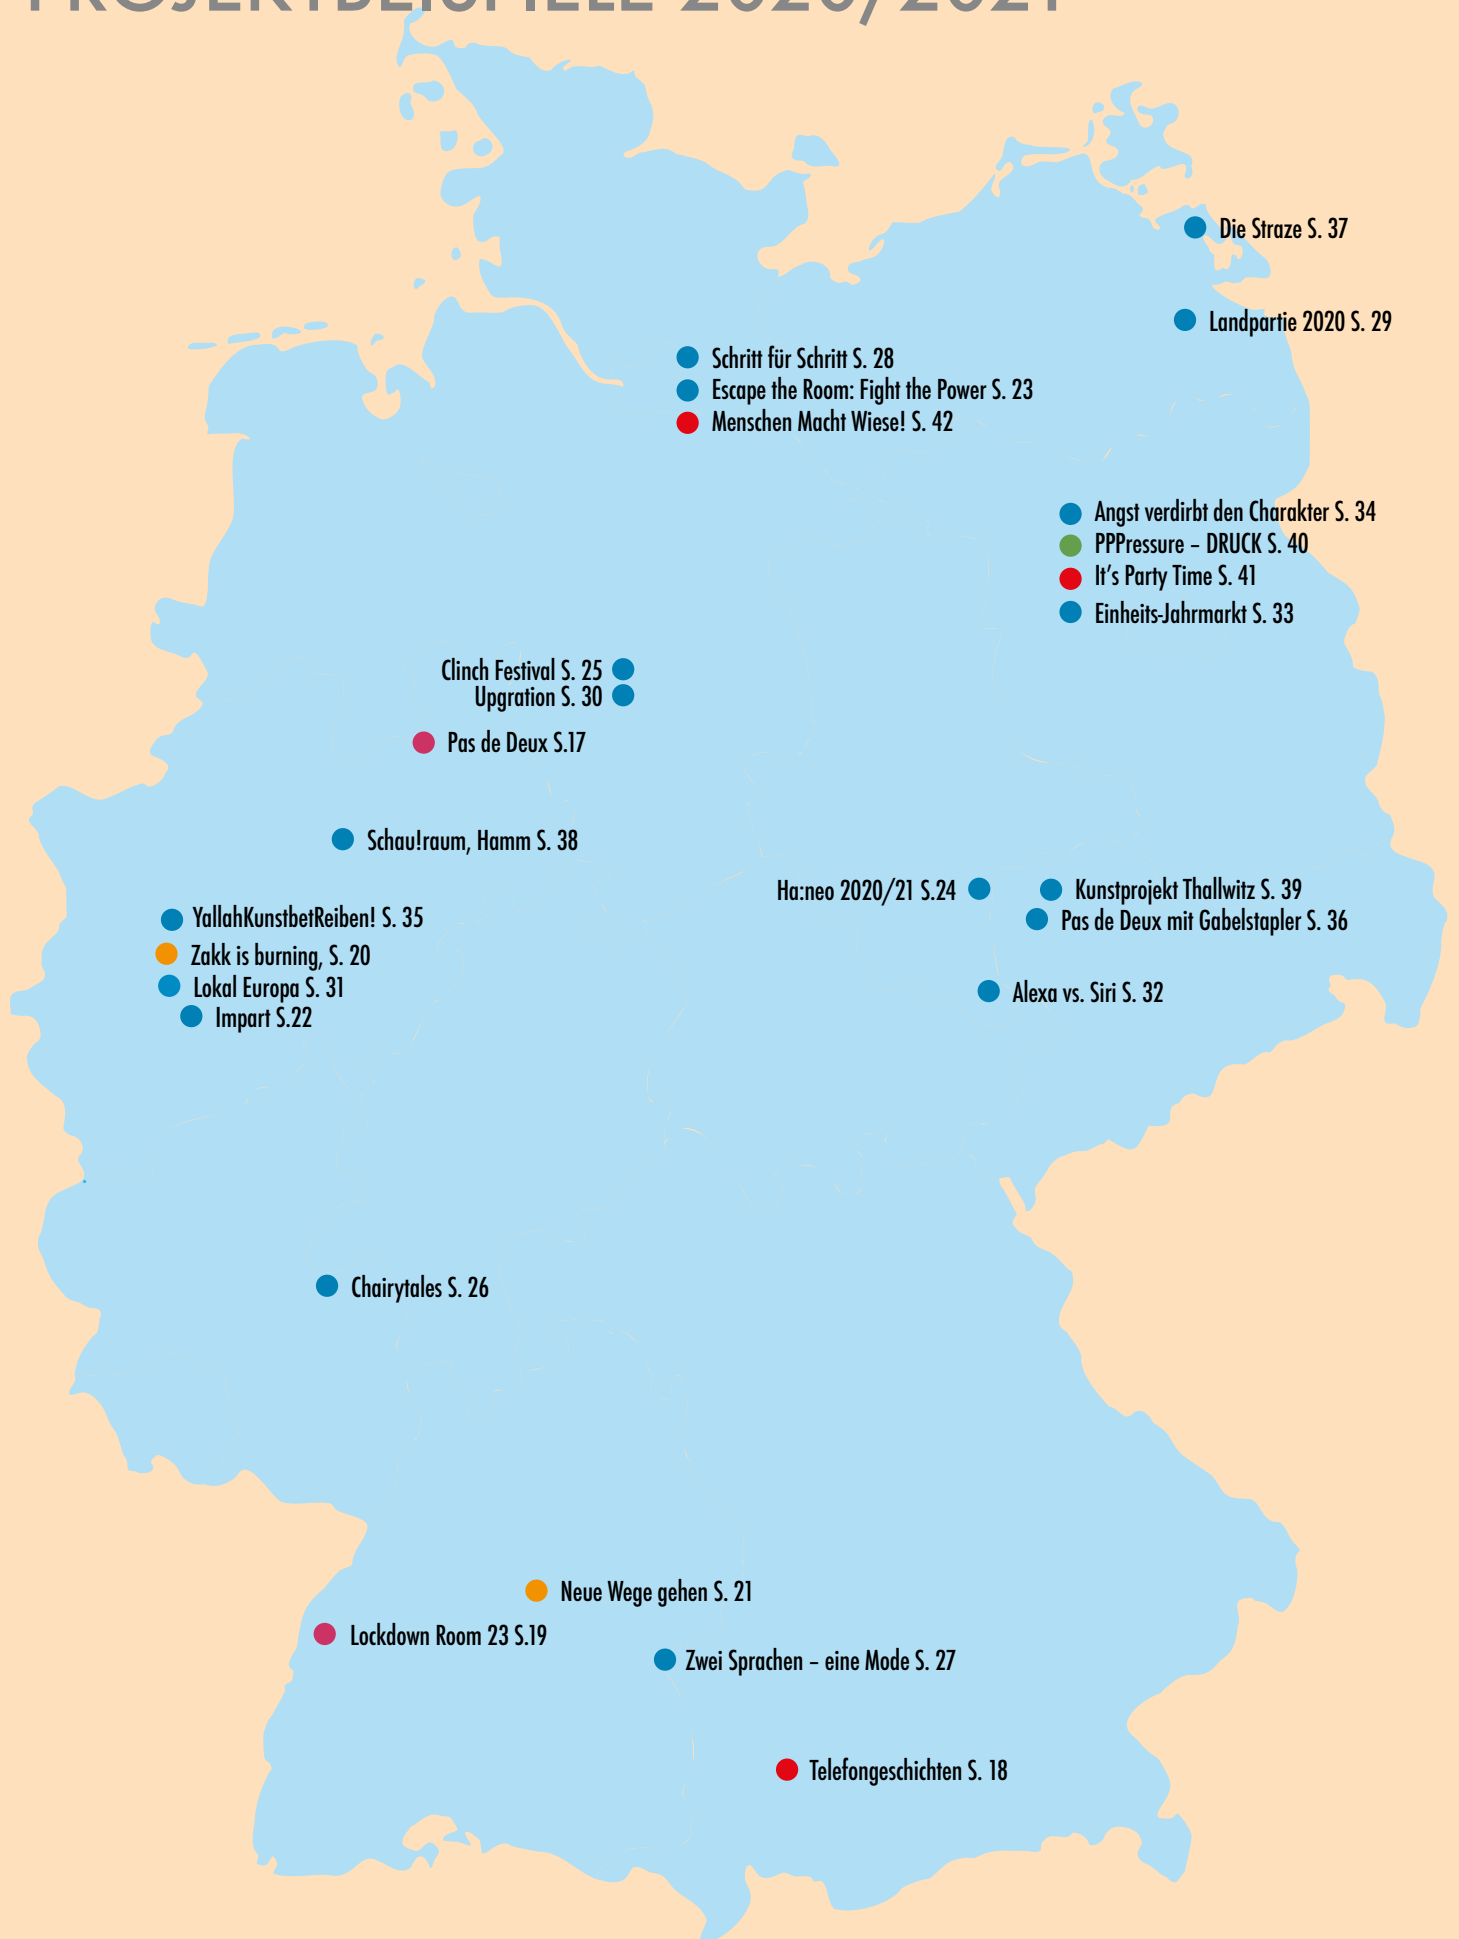 PROJEKTBEISPIELE 2020/2021
Die Straze S. 37
Landpartie 2020 S. 29
Schritt für Schritt S. 28
Escape the Room: Fight the Power S. 23
Menschen Macht Wiese! S. 42
Angst verdirbt den Charakter S. 34
PPPressure – DRUCK S. 40
It’s Party Time S. 41
Einheits-Jahrmarkt S. 33
Clinch Festival S. 25
Upgration S. 30
Pas de Deux S.17
Schau!raum, Hamm S. 38
Ha:neo 2020/21 S.24
Kunstprojekt Thallwitz S. 39
Pas de Deux mit Gabelstapler S. 36
YallahKunstbetReiben! S. 35
Zakk is burning, S. 20
Lokal Europa S. 31
Impart S.22
Alexa vs. Siri S. 32
Chairytales S. 26
Neue Wege gehen S. 21
Lockdown Room 23 S.19
Zwei Sprachen – eine Mode S. 27
Telefongeschichten S. 18